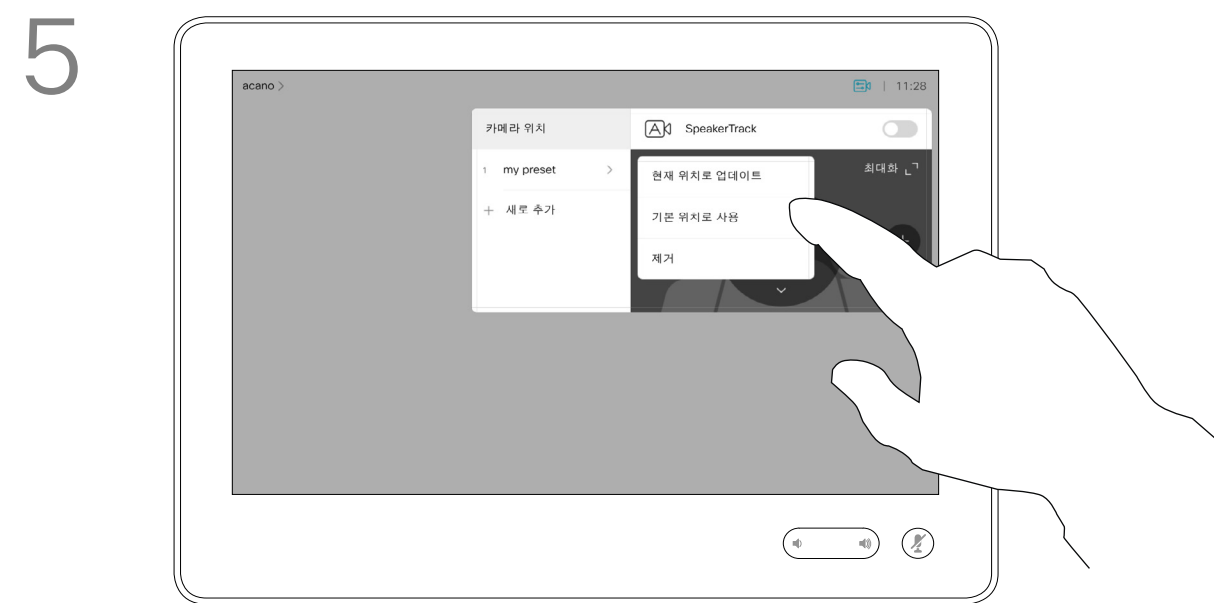 5
acano >
11:28
카메라 위치
SpeakerTrack
1 my preset
현재 위치로 업데이트
최대화
+ 새로 추가
기본 위치로 사용
제거